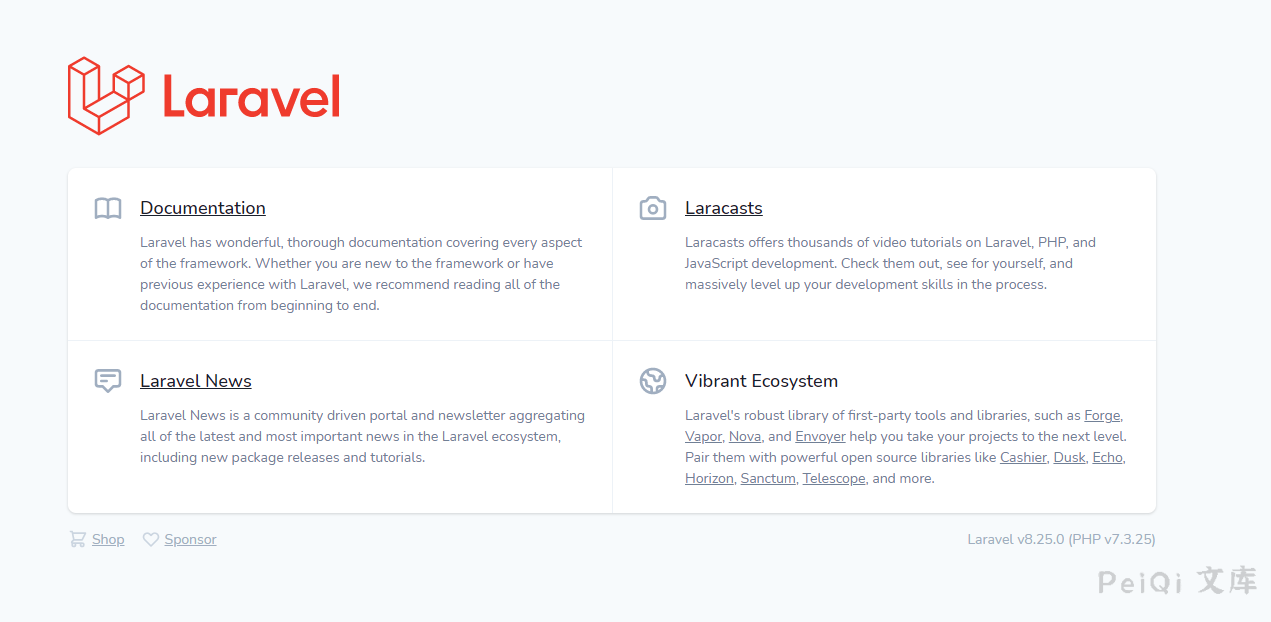 Laravel
Documentation
Laravel has wonderful, thorough documentation covering every aspect
of the framework. Whether you are new to the framework or have
previous experience with Laravel, we recommend reading all of the
documentation from beginning to end.
Laracasts
Laracasts offers thousands of video tutorials on Laravel, PHP, and
JavaScript development. Check them out, see for yourself, and
massively level up your development skills in the process.
Laravel News
Laravel News is a community driven portal and newsletter aggregating
all of the latest and most important news in the Laravel ecosystem,
including new package releases and tutorials.
Vibrant Ecosystem
Laravel's robust library of first-party tools and libraries, such as Forge,
Vapor, Nova, and Envoyer help you take your projects to the next level.
Pair them with powerful open source libraries like Cashier, Dusk, Echo,
Horizon, Sanctum, Telescope, and more.
Shop
Sponsor
Laravel v8.25.0 (PHP v7.3.25)
PeiQi 文库